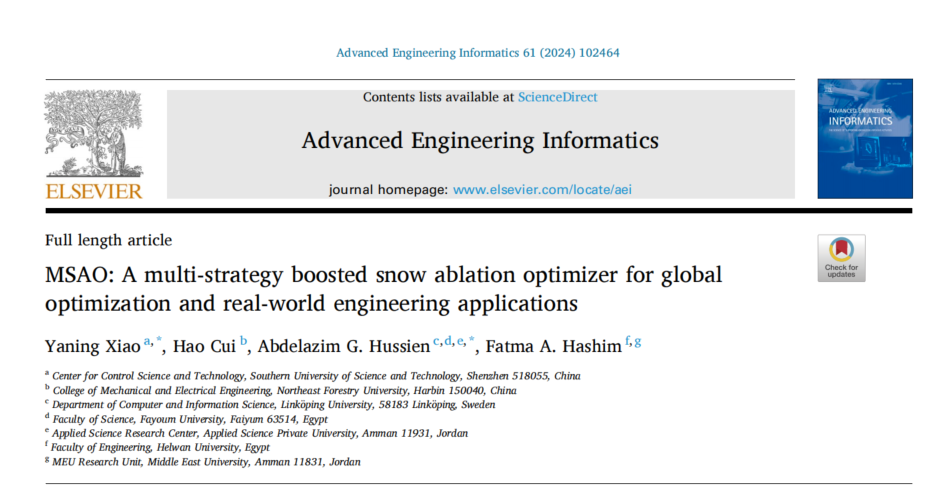 Advanced Engineering Informatics 61 (2024) 102464
Contents lists available at ScienceDirect
Advanced Engineering Informatics
journal homepage: www.elsevier.com/locate/aei
ELSEVIER
ADVANCED ENGINEERING
INFORMATICS
Full length article
MSAO: A multi-strategy boosted snow ablation optimizer for global
optimization and real-world engineering applications
Check for
updates
Yaning Xiao a,*, Hao Cui b, Abdelazim G. Hussien c,d,e,*, Fatma A. Hashim f,g
a Center for Control Science and Technology, Southern University of Science and Technology, Shenzhen 518055, China
b College of Mechanical and Electrical Engineering, Northeast Forestry University, Harbin 150040, China
c Department of Computer and Information Science, Linköping University, 58183 Linköping, Sweden
d Faculty of Science, Fayoum University, Faiyum 63514, Egypt
e Applied Science Research Center, Applied Science Private University, Amman 11931, Jordan
f Faculty of Engineering, Helwan University, Egypt
g MEU Research Unit, Middle East University, Amman 11831, Jordan